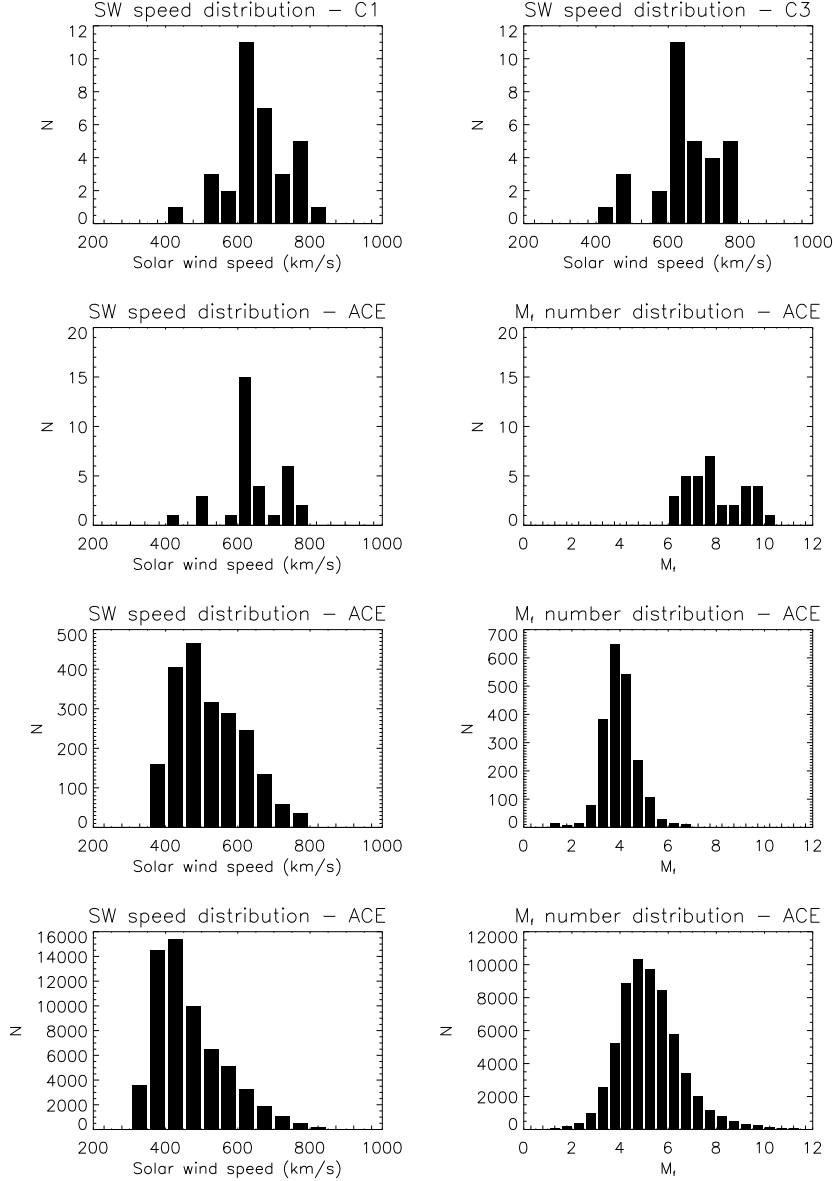 SW speed distribution – C1
12
10
8
6
4
2
0
N
200 400 600 800 1000
Solar wind speed (km/s)
SW speed distribution – C3
12
10
8
6
4
2
0
N
200 400 600 800 1000
Solar wind speed (km/s)
SW speed distribution – ACE
20
15
10
5
0
N
200 400 600 800 1000
Solar wind speed (km/s)
Mf number distribution – ACE
20
15
10
5
0
N
0 2 4 6 8 10 12
Mf
SW speed distribution – ACE
500
400
300
200
100
0
N
200 400 600 800 1000
Solar wind speed (km/s)
Mf number distribution – ACE
700
600
500
400
300
200
100
0
N
0 2 4 6 8 10 12
Mf
SW speed distribution – ACE
16000
14000
12000
10000
8000
6000
4000
2000
0
N
200 400 600 800 1000
Solar wind speed (km/s)
Mf number distribution – ACE
12000
10000
8000
6000
4000
2000
0
N
0 2 4 6 8 10 12
Mf